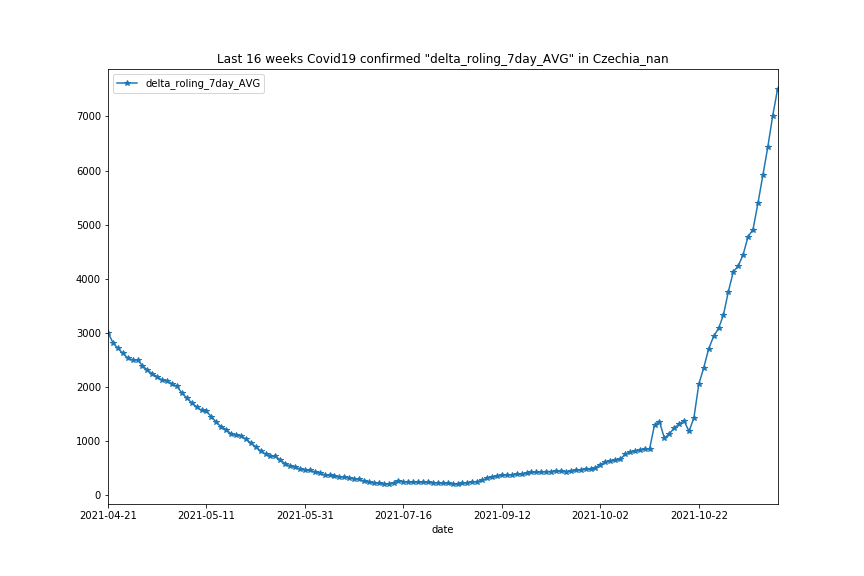 Last 16 weeks Covid19 confirmed "delta_roling_7day_AVG" in Czechia_nan
delta_roling_7day_AVG
7000
6000
5000
4000
3000
2000
1000
0
2021-04-21 2021-05-11 2021-05-31 2021-07-16 2021-09-12 2021-10-02 2021-10-22
date